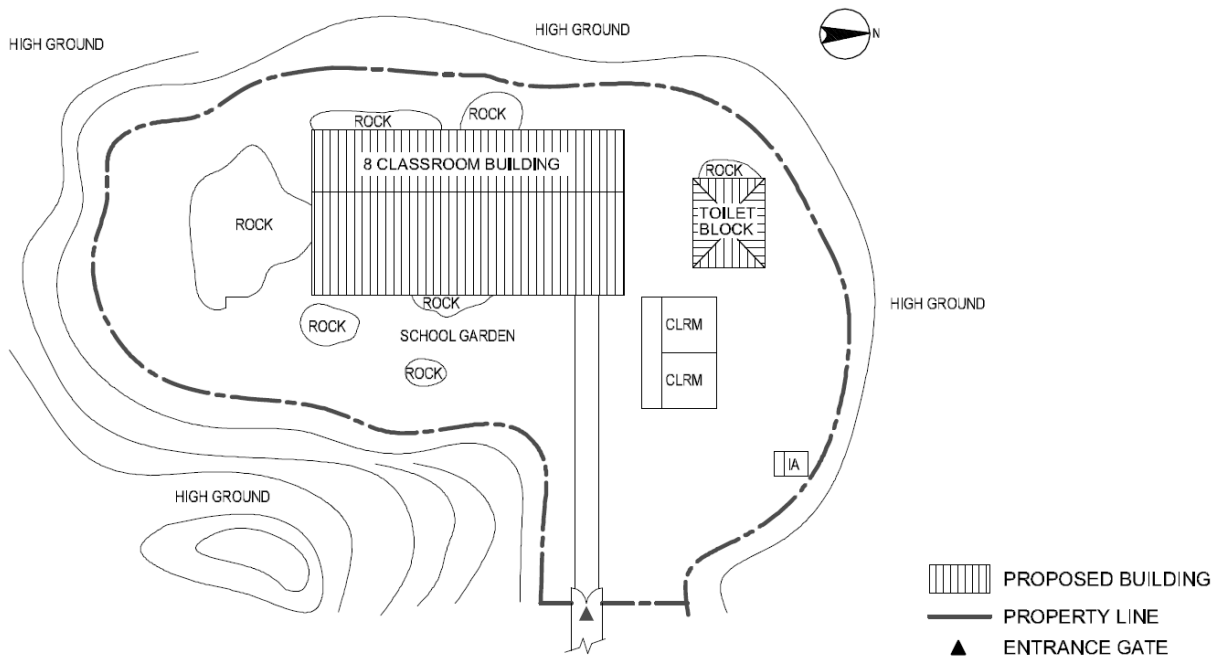 HIGH GROUND
HIGH GROUND
N
ROCK
ROCK
8 CLASSROOM BUILDING
ROCK
ROCK
TOILET
BLOCK
ROCK
HIGH GROUND
ROCK
SCHOOL GARDEN
CLRM
ROCK
CLRM
ROCK
IA
HIGH GROUND
PROPOSED BUILDING
PROPERTY LINE
ENTRANCE GATE